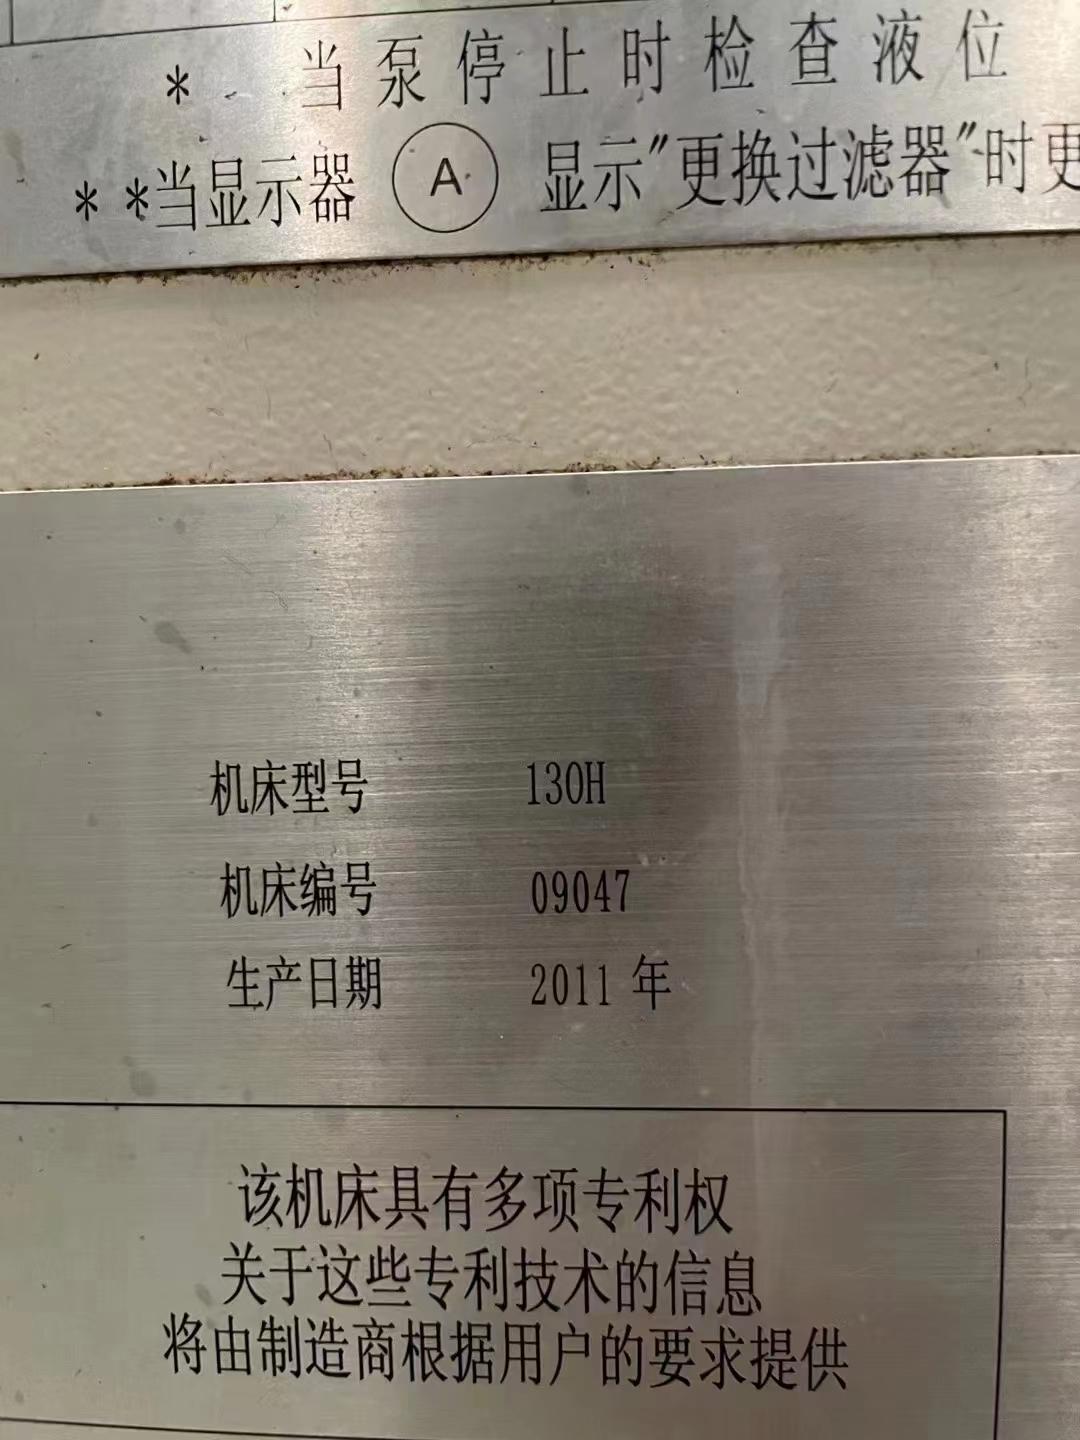 * 当泵停止时检查液位
* *当显示器 A 显示"更换过滤器"时更
机床型号 130H
机床编号 09047
生产日期 2011 年
该机床具有多项专利权
关于这些专利技术的信息
将由制造商根据用户的要求提供